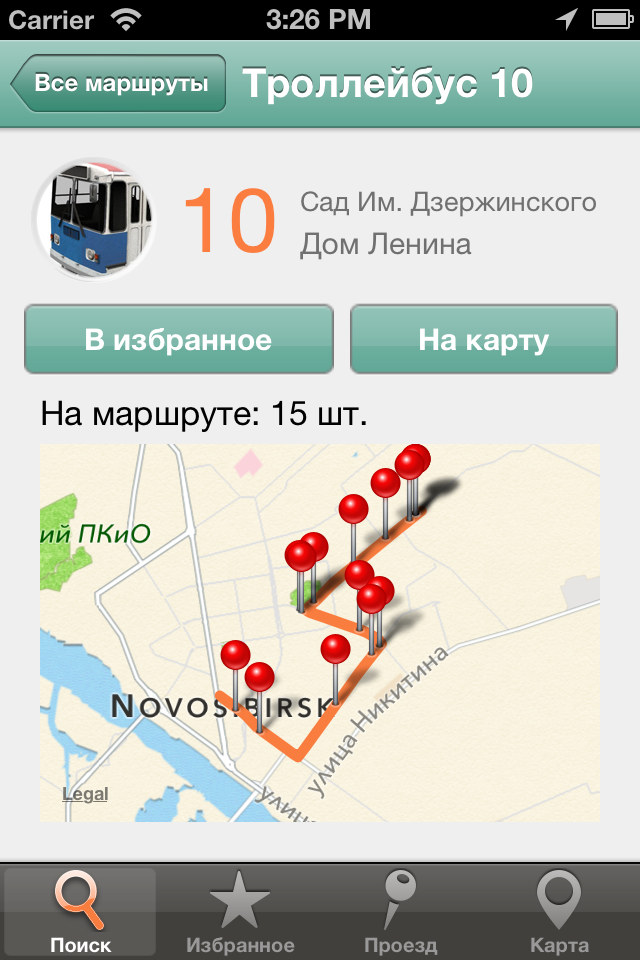 Carrier 3:26 PM
Все маршруты Троллейбус 10
10
Сад Им. Дзержинского
Дом Ленина
В избранное На карту
На маршруте: 15 шт.
ий ПКиО
NOVOSIBIRSK
улица Никитина
улица
Legal
Поиск Избранное Проезд Карта